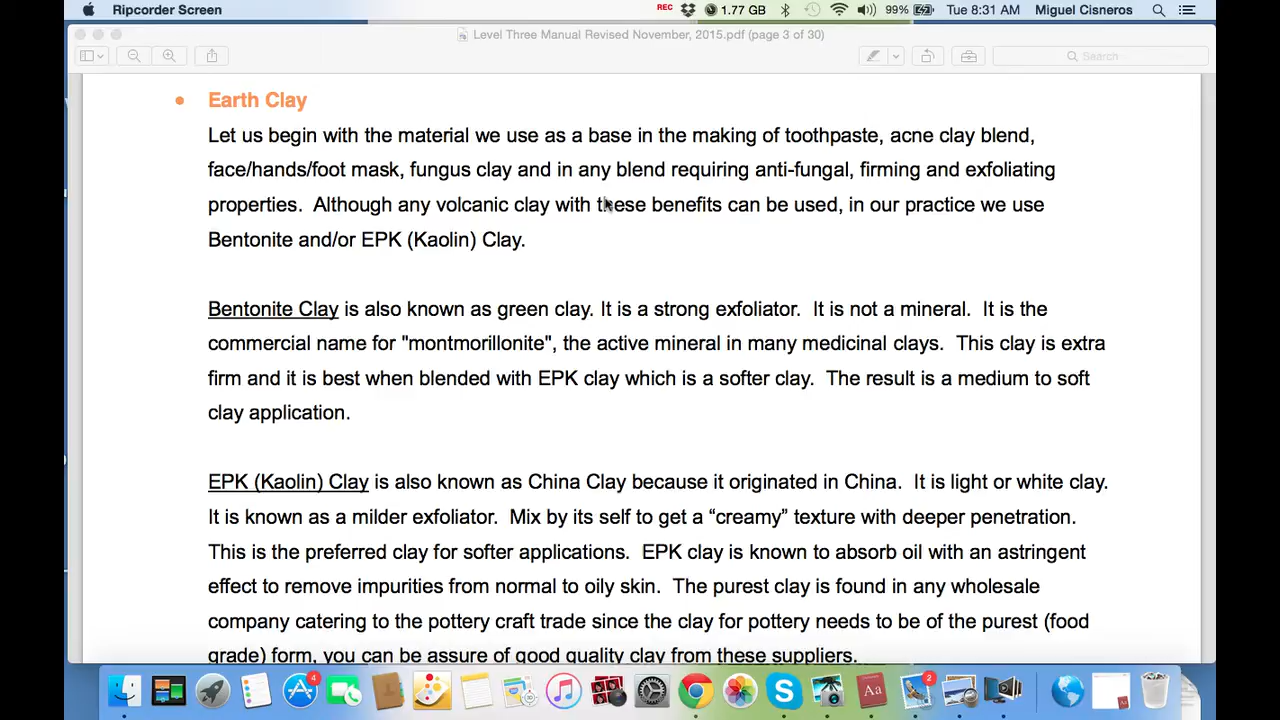 Ripcorder Screen REC 1.77 GB 99% Tue 8:31 AM Miguel Cisneros
Level Three Manual Revised November, 2015.pdf (page 3 of 30)
Search
• Earth Clay
Let us begin with the material we use as a base in the making of toothpaste, acne clay blend,
face/hands/foot mask, fungus clay and in any blend requiring anti-fungal, firming and exfoliating
properties.  Although any volcanic clay with these benefits can be used, in our practice we use
Bentonite and/or EPK (Kaolin) Clay.
Bentonite Clay is also known as green clay. It is a strong exfoliator.  It is not a mineral.  It is the
commercial name for "montmorillonite", the active mineral in many medicinal clays.  This clay is extra
firm and it is best when blended with EPK clay which is a softer clay.  The result is a medium to soft
clay application.
EPK (Kaolin) Clay is also known as China Clay because it originated in China.  It is light or white clay.
It is known as a milder exfoliator.  Mix by its self to get a “creamy” texture with deeper penetration.
This is the preferred clay for softer applications.  EPK clay is known to absorb oil with an astringent
effect to remove impurities from normal to oily skin.  The purest clay is found in any wholesale
company catering to the pottery craft trade since the clay for pottery needs to be of the purest (food
grade) form, you can be assure of good quality clay from these suppliers.
4 30 Aa 2